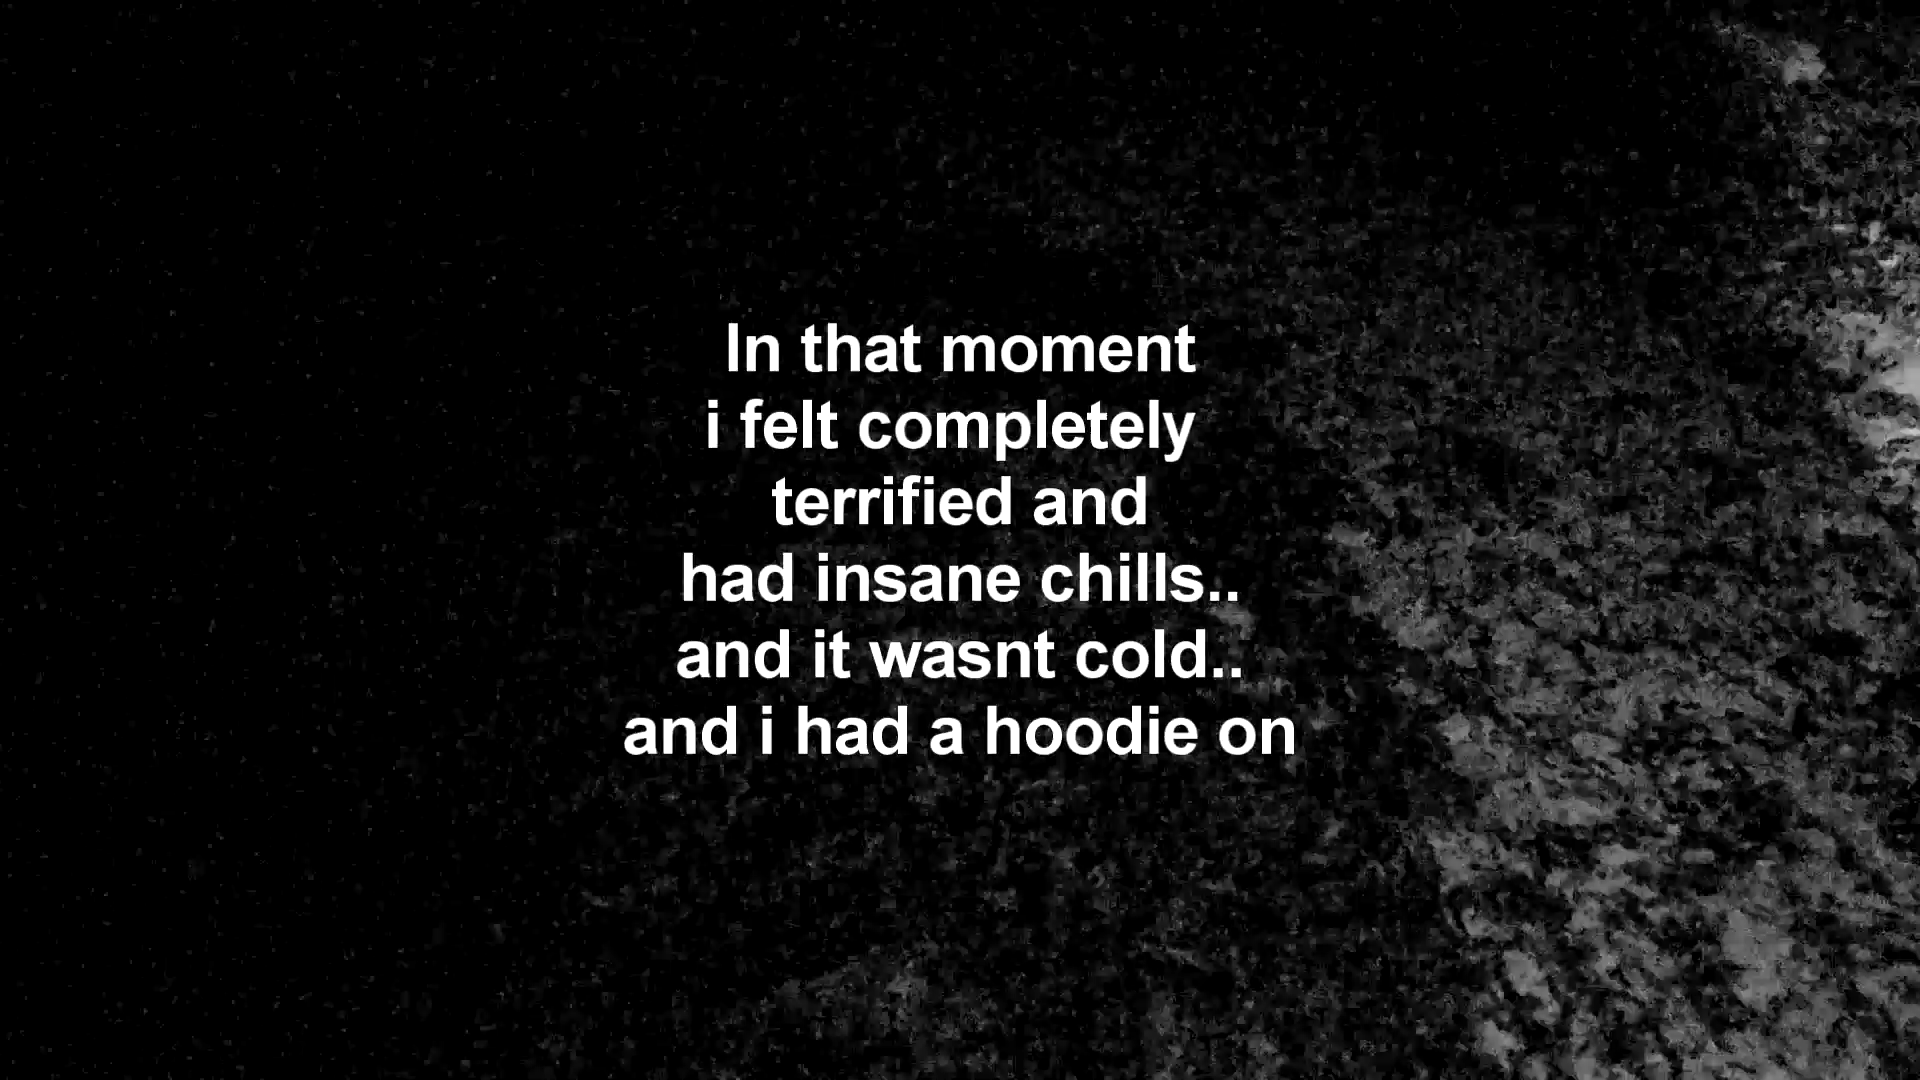 In that moment
i felt completely
terrified and
had insane chills..
and it wasnt cold..
and i had a hoodie on